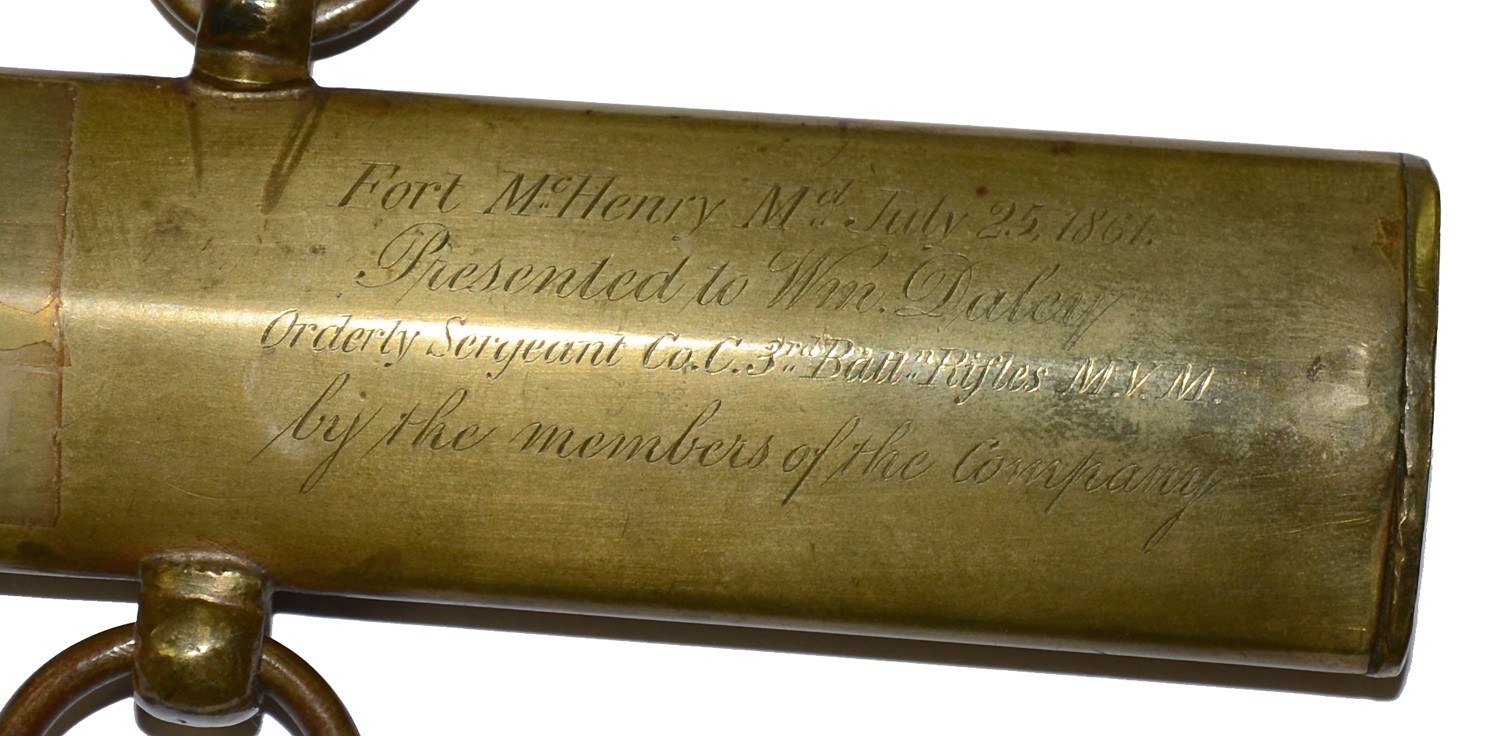 Fort McHenry Md July 25, 1861.
Presented to Wm. Daley
Orderly Sergeant Co. C. 3rd Battn Rifles M.V.M.
by the members of the Company